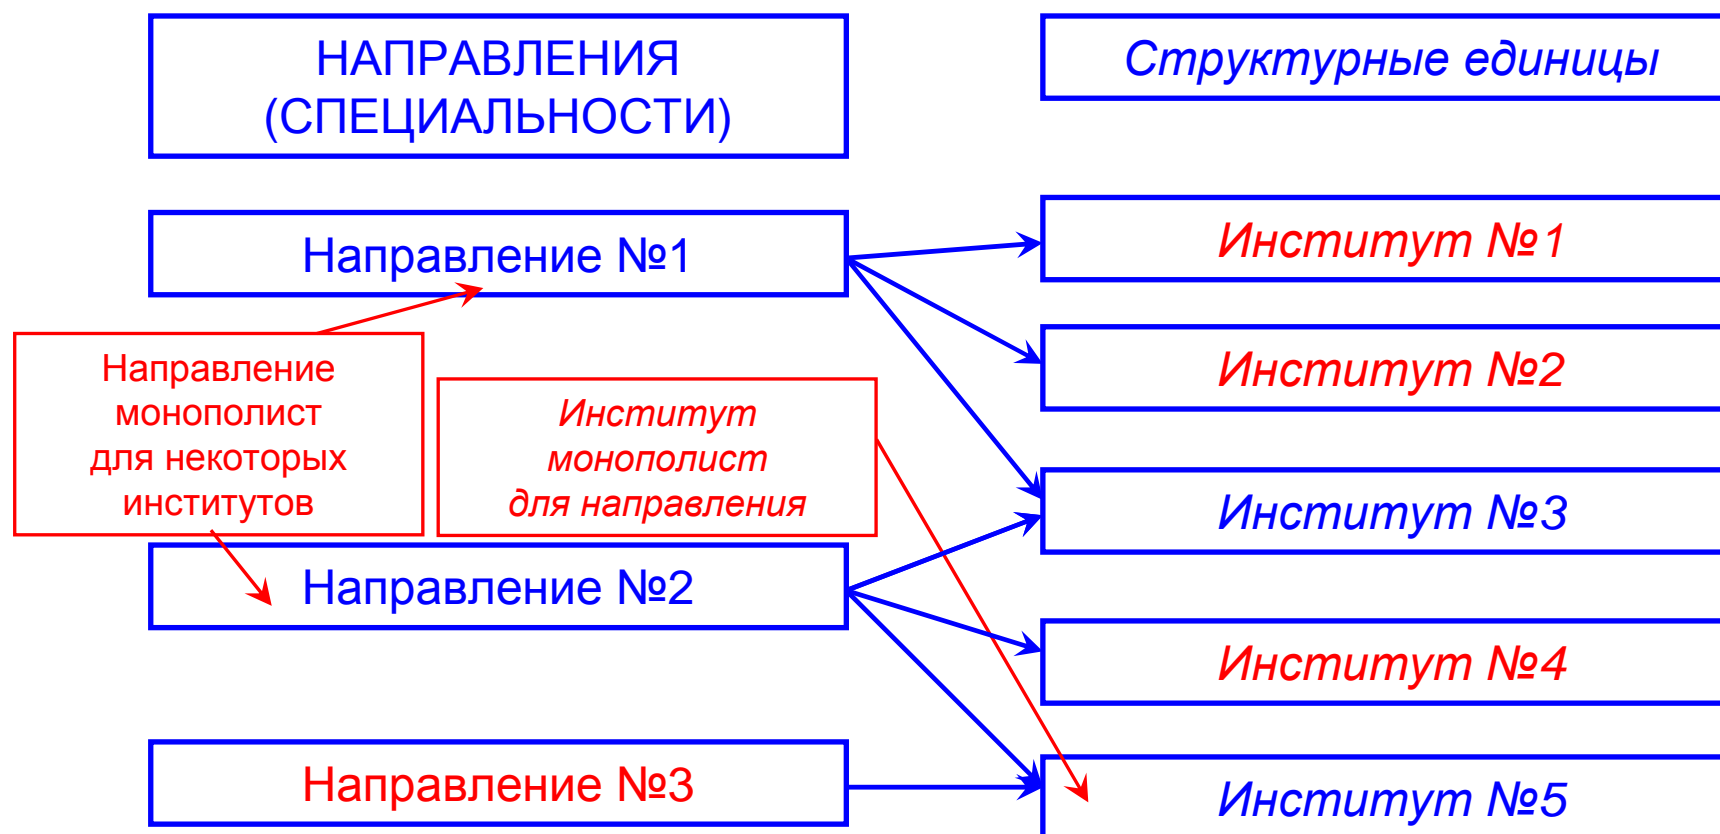 НАПРАВЛЕНИЯ
(СПЕЦИАЛЬНОСТИ)
Структурные единицы
Направление №1
Институт №1
Институт №2
Направление
монополист
для некоторых
институтов
Институт
монополист
для направления
Институт №3
Направление №2
Институт №4
Направление №3
Институт №5